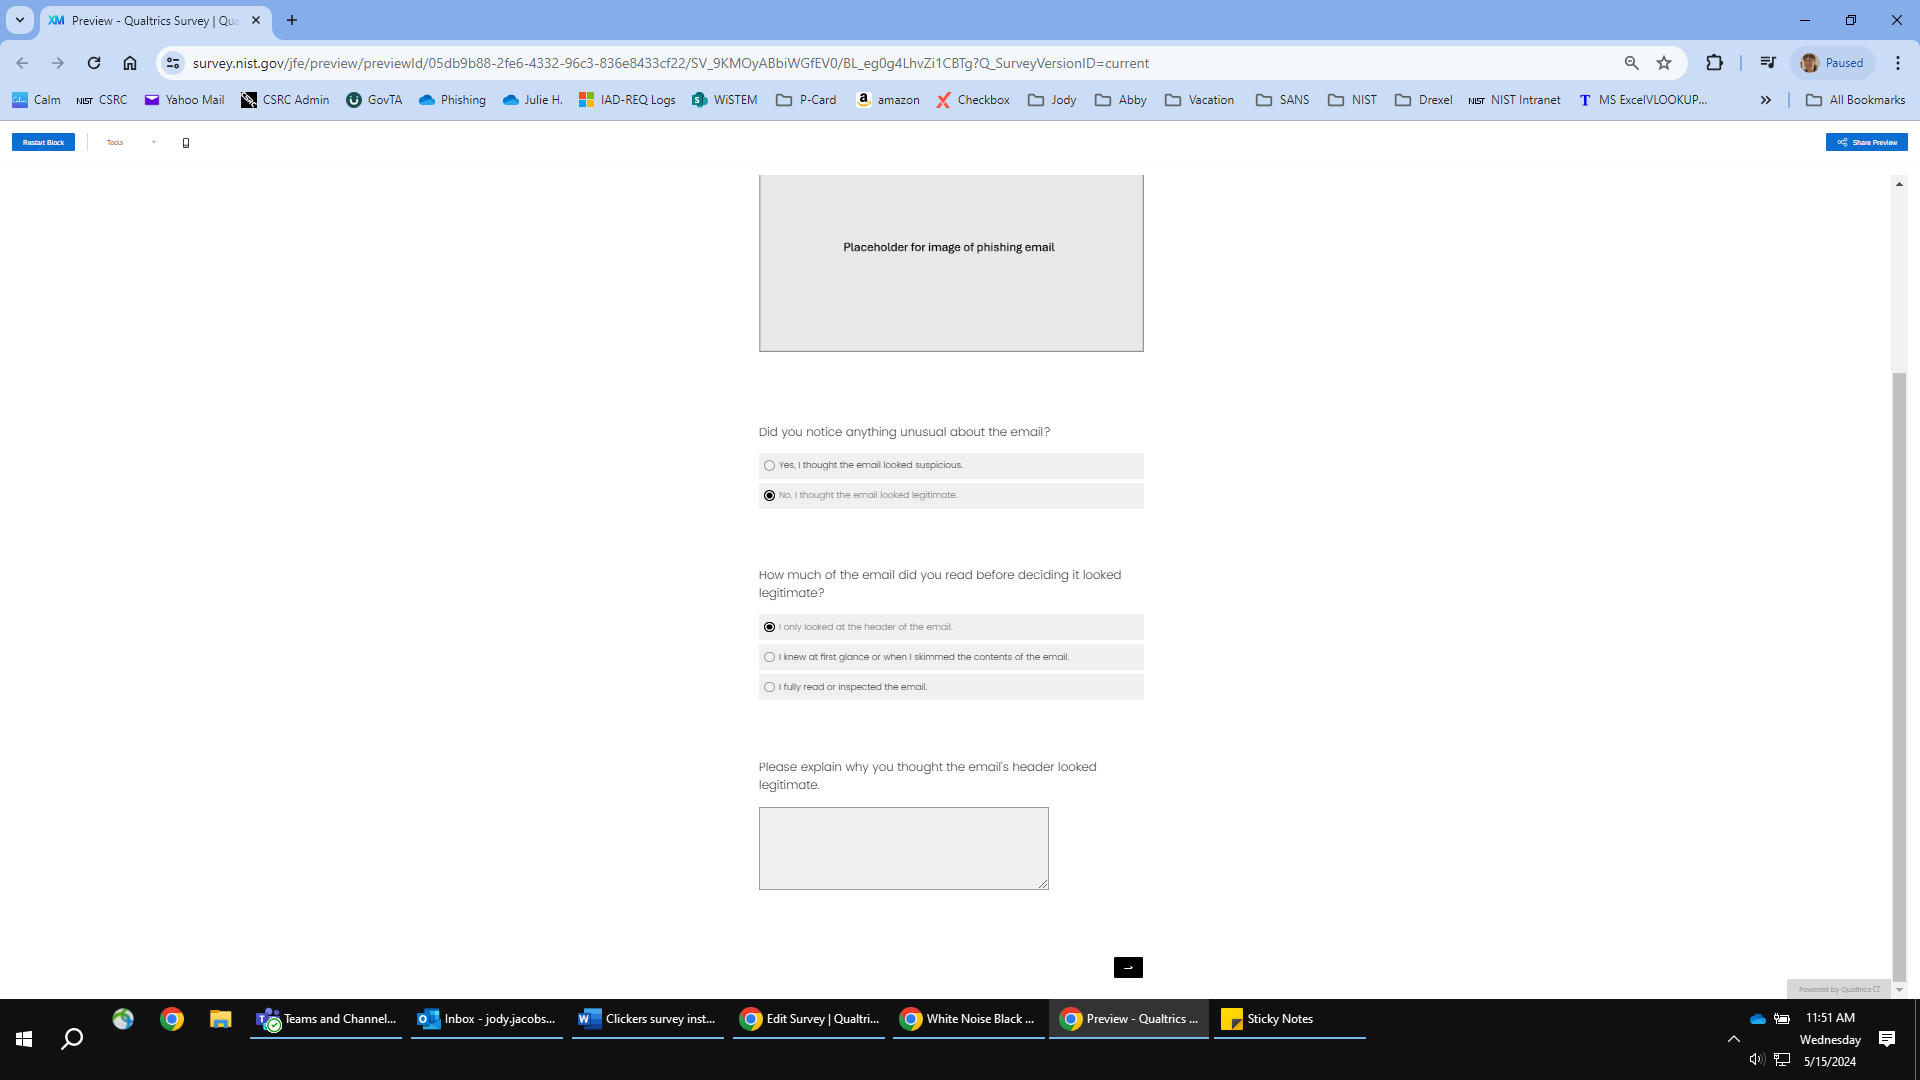 XM Preview - Qualtrics Survey | Qua
survey.nist.gov/jfe/preview/previewId/05db9b88-2fe6-4332-96c3-836e8433cf22/SV_9KMOyABbiWGfEV0/BL_eg0g4LhvZi1CBTg?Q_SurveyVersionID=current
Paused
Calm NIST CSRC Yahoo Mail CSRC Admin GovTA Phishing Julie H. IAD-REQ Logs WiSTEM P-Card amazon Checkbox Jody Abby Vacation SANS NIST Drexel NIST NIST Intranet T MS ExcelVLOOKUP... All Bookmarks
Restart Block Tools Share Preview
Placeholder for image of phishing email
Did you notice anything unusual about the email?
Yes, I thought the email looked suspicious.
No, I thought the email looked legitimate.
How much of the email did you read before deciding it looked
legitimate?
I only looked at the header of the email.
I knew at first glance or when I skimmed the contents of the email.
I fully read or inspected the email.
Please explain why you thought the email's header looked
legitimate.
Powered by Qualtrics
Teams and Channel... Inbox - jody.jacobs... Clickers survey inst... Edit Survey | Qualtri... White Noise Black ... Preview - Qualtrics ... Sticky Notes
11:51 AM
Wednesday
5/15/2024